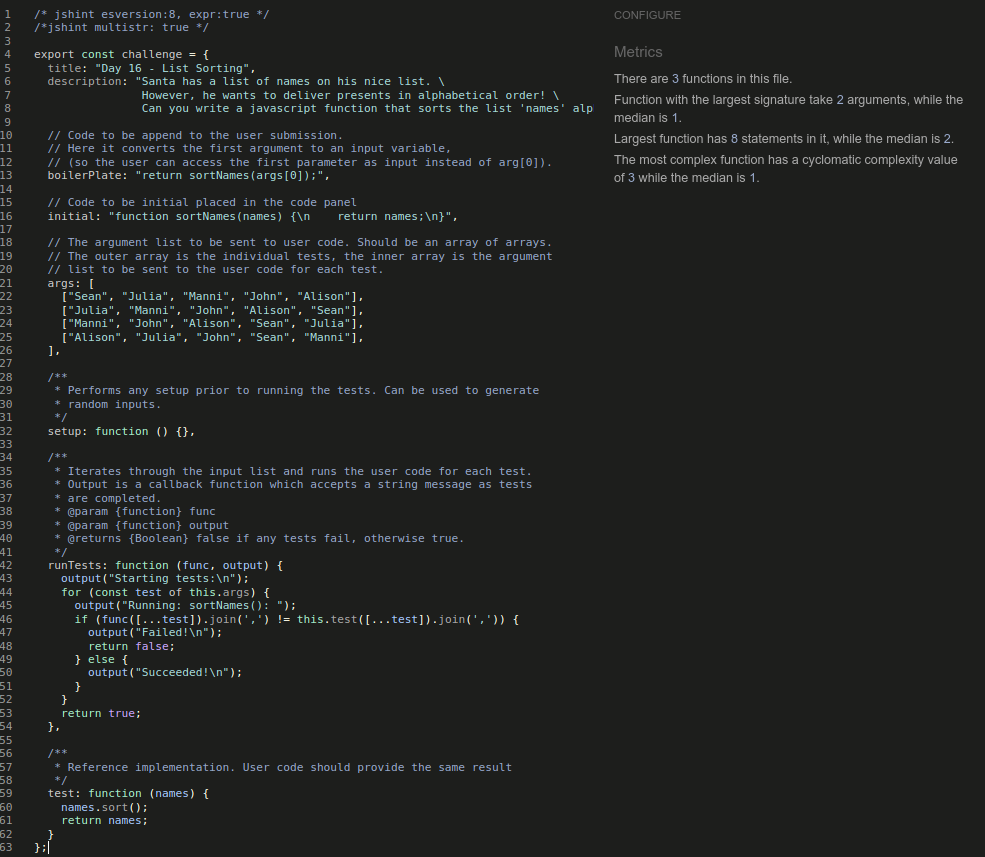 1 /* jshint esversion:8, expr:true */
2 /*jshint multistr: true */
3
4 export const challenge = {
5   title: "Day 16 - List Sorting",
6   description: "Santa has a list of names on his nice list. \
7                 However, he wants to deliver presents in alphabetical order! \
8                 Can you write a javascript function that sorts the list 'names' alp
9
10   // Code to be append to the user submission.
11   // Here it converts the first argument to an input variable,
12   // (so the user can access the first parameter as input instead of arg[0]).
13   boilerPlate: "return sortNames(args[0]);",
14
15   // Code to be initial placed in the code panel
16   initial: "function sortNames(names) {\n    return names;\n}",
17
18   // The argument list to be sent to user code. Should be an array of arrays.
19   // The outer array is the individual tests, the inner array is the argument
20   // list to be sent to the user code for each test.
21   args: [
22     ["Sean", "Julia", "Manni", "John", "Alison"],
23     ["Julia", "Manni", "John", "Alison", "Sean"],
24     ["Manni", "John", "Alison", "Sean", "Julia"],
25     ["Alison", "Julia", "John", "Sean", "Manni"],
26   ],
27
28   /**
29    * Performs any setup prior to running the tests. Can be used to generate
30    * random inputs.
31    */
32   setup: function () {},
33
34   /**
35    * Iterates through the input list and runs the user code for each test.
36    * Output is a callback function which accepts a string message as tests
37    * are completed.
38    * @param {function} func
39    * @param {function} output
40    * @returns {Boolean} false if any tests fail, otherwise true.
41    */
42   runTests: function (func, output) {
43     output("Starting tests:\n");
44     for (const test of this.args) {
45       output("Running: sortNames(): ");
46       if (func([...test]).join(',') != this.test([...test]).join(',')) {
47         output("Failed!\n");
48         return false;
49       } else {
50         output("Succeeded!\n");
51       }
52     }
53     return true;
54   },
55
56   /**
57    * Reference implementation. User code should provide the same result
58    */
59   test: function (names) {
60     names.sort();
61     return names;
62   }
63 };
CONFIGURE
Metrics
There are 3 functions in this file.
Function with the largest signature take 2 arguments, while the
median is 1.
Largest function has 8 statements in it, while the median is 2.
The most complex function has a cyclomatic complexity value
of 3 while the median is 1.